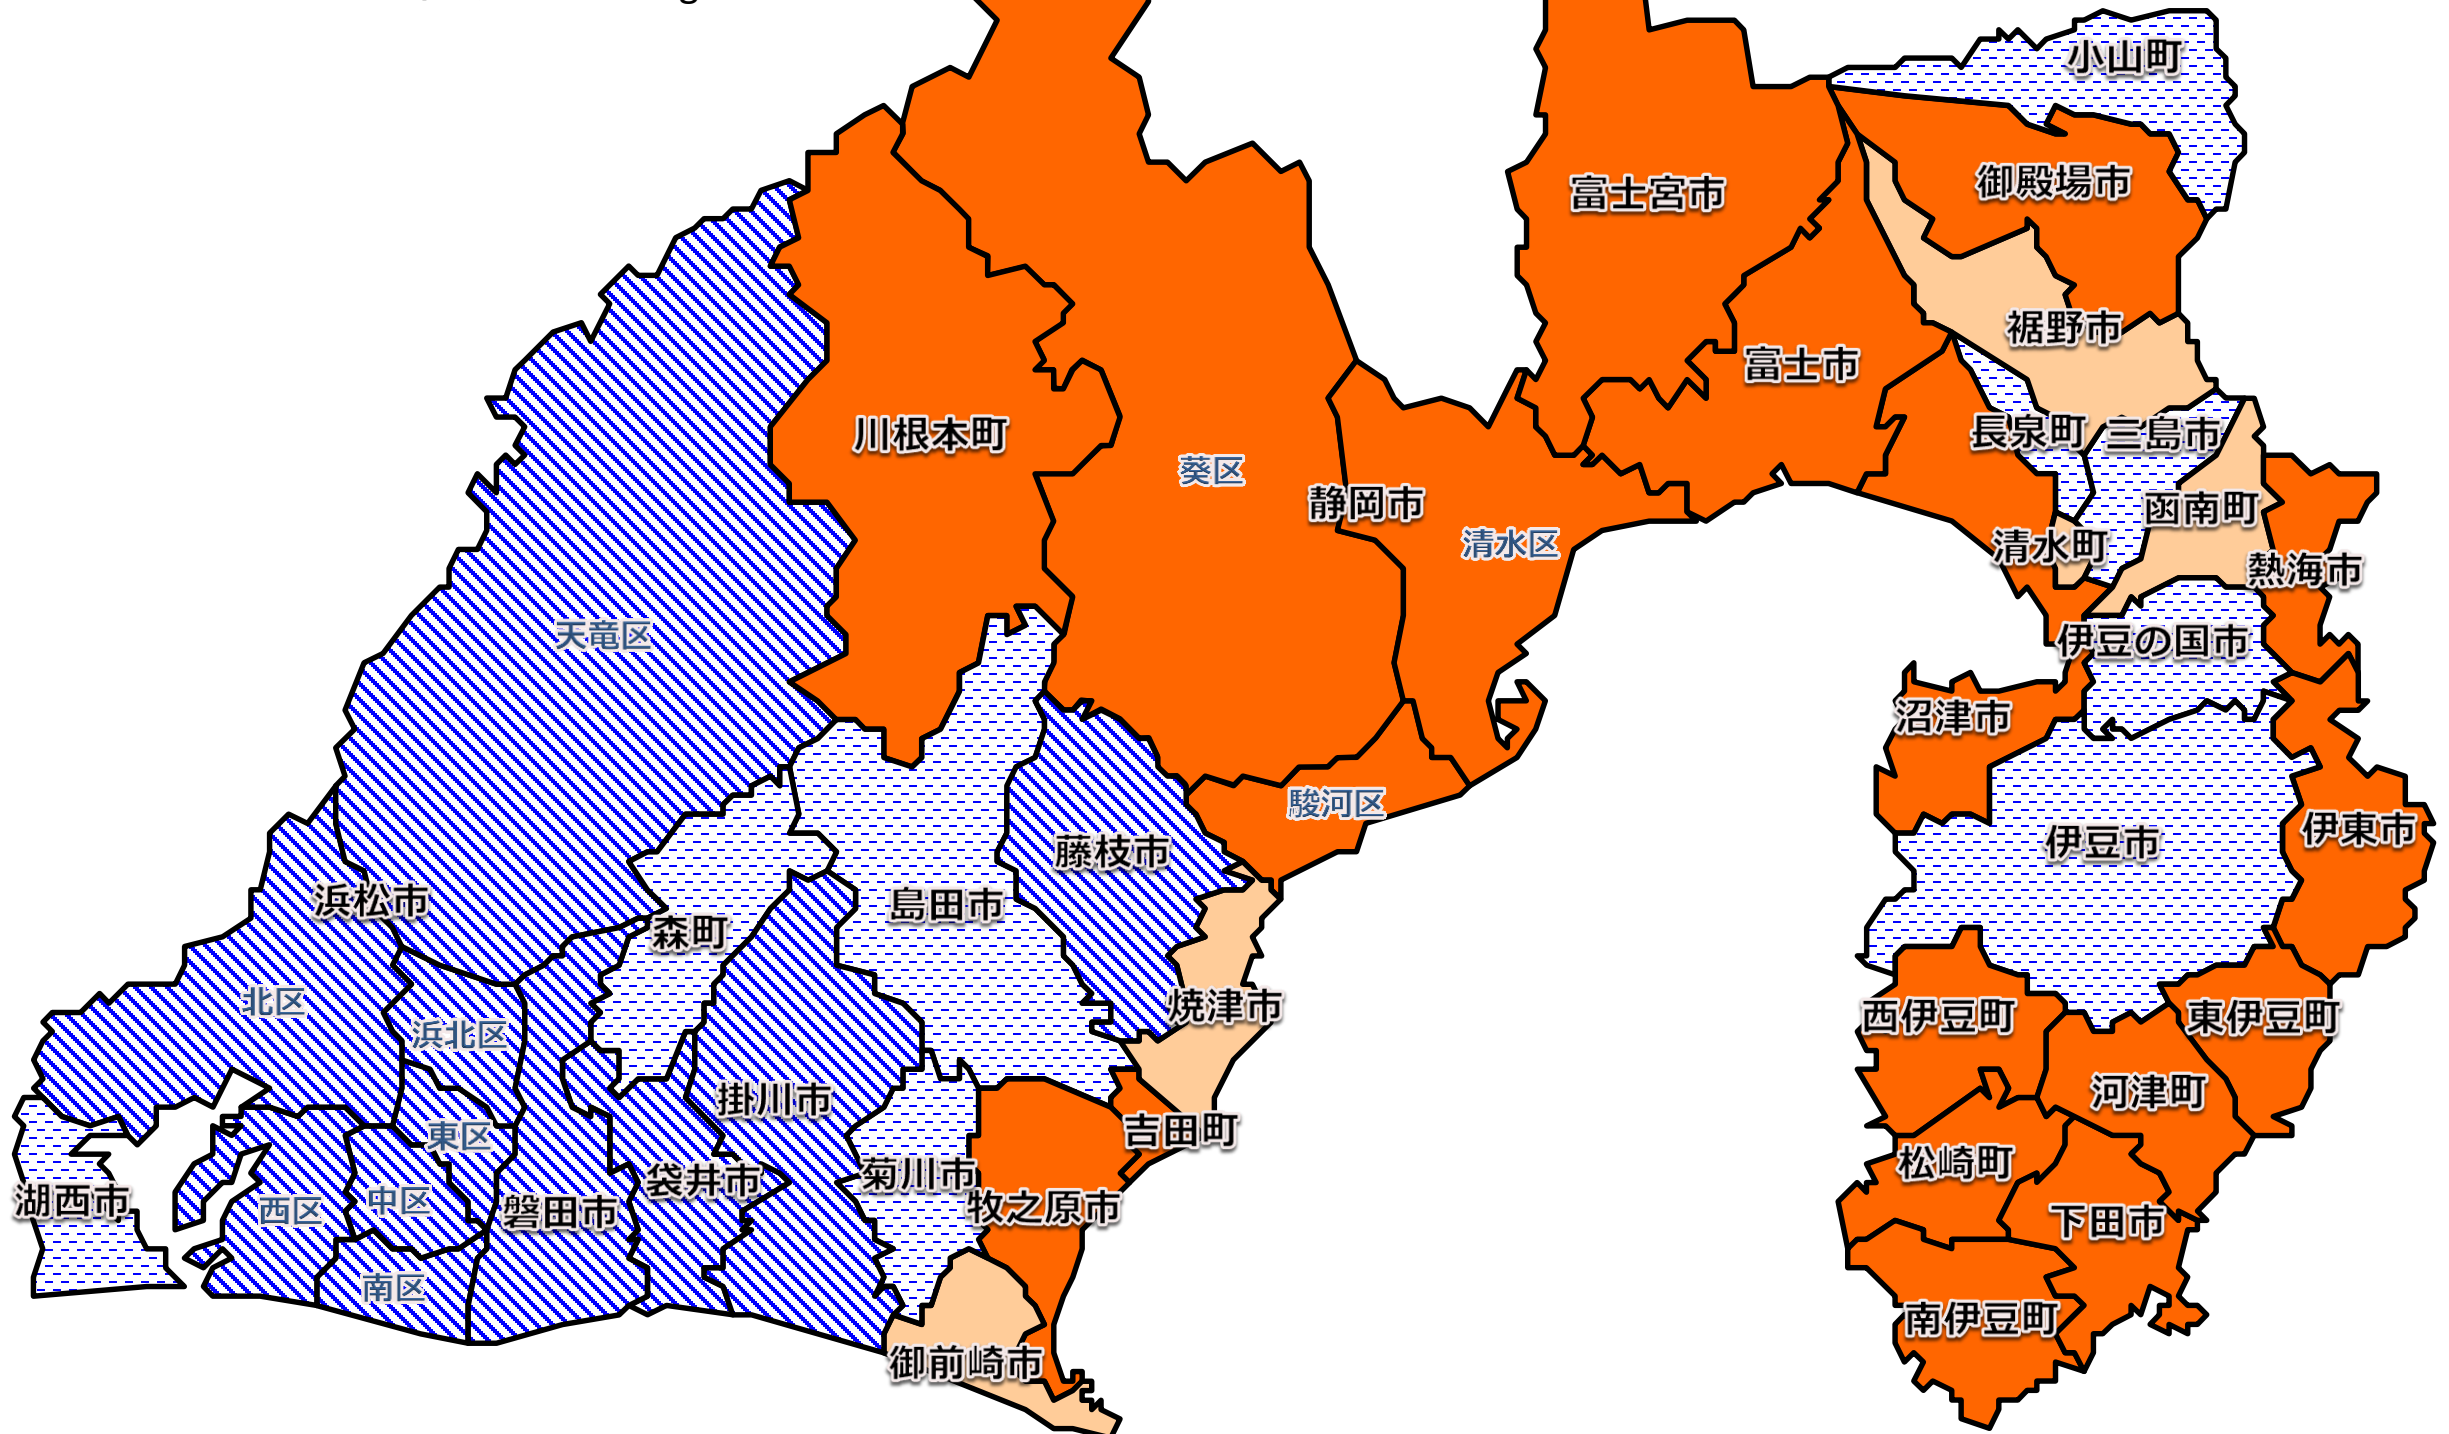 小山町
御殿場市
富士宮市
裾野市
富士市
川根本町
長泉町
三島市
葵区
静岡市
函南町
清水区
清水町
熱海市
天竜区
伊豆の国市
沼津市
駿河区
伊東市
伊豆市
藤枝市
浜松市
島田市
森町
北区
焼津市
西伊豆町
東伊豆町
浜北区
河津町
掛川市
吉田町
東区
松崎町
菊川市
袋井市
湖西市
中区
西区
磐田市
牧之原市
下田市
南区
南伊豆町
御前崎市